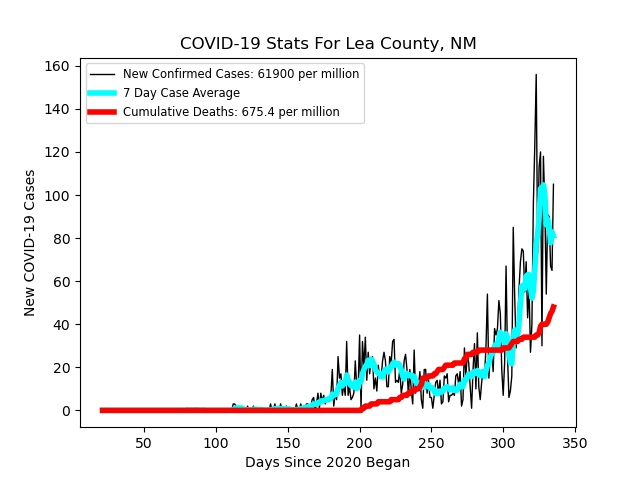 COVID-19 Stats For Lea County, NM
New Confirmed Cases: 61900 per million
7 Day Case Average
Cumulative Deaths: 675.4 per million
New COVID-19 Cases
160
140
120
100
80
60
40
20
0
50 100 150 200 250 300 350
Days Since 2020 Began